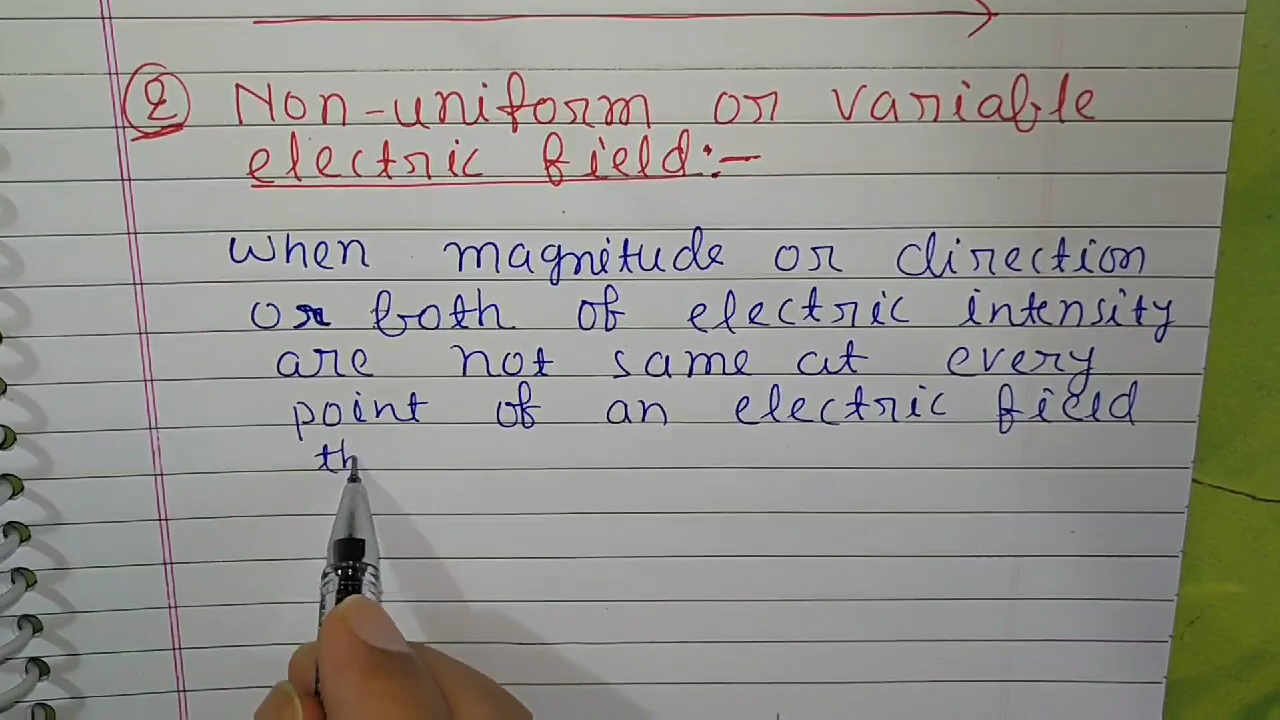 ② Non-uniform or variable
electric field:-
When magnitude or direction
or both of electric intensity
are not same at every
point of an electric field
th